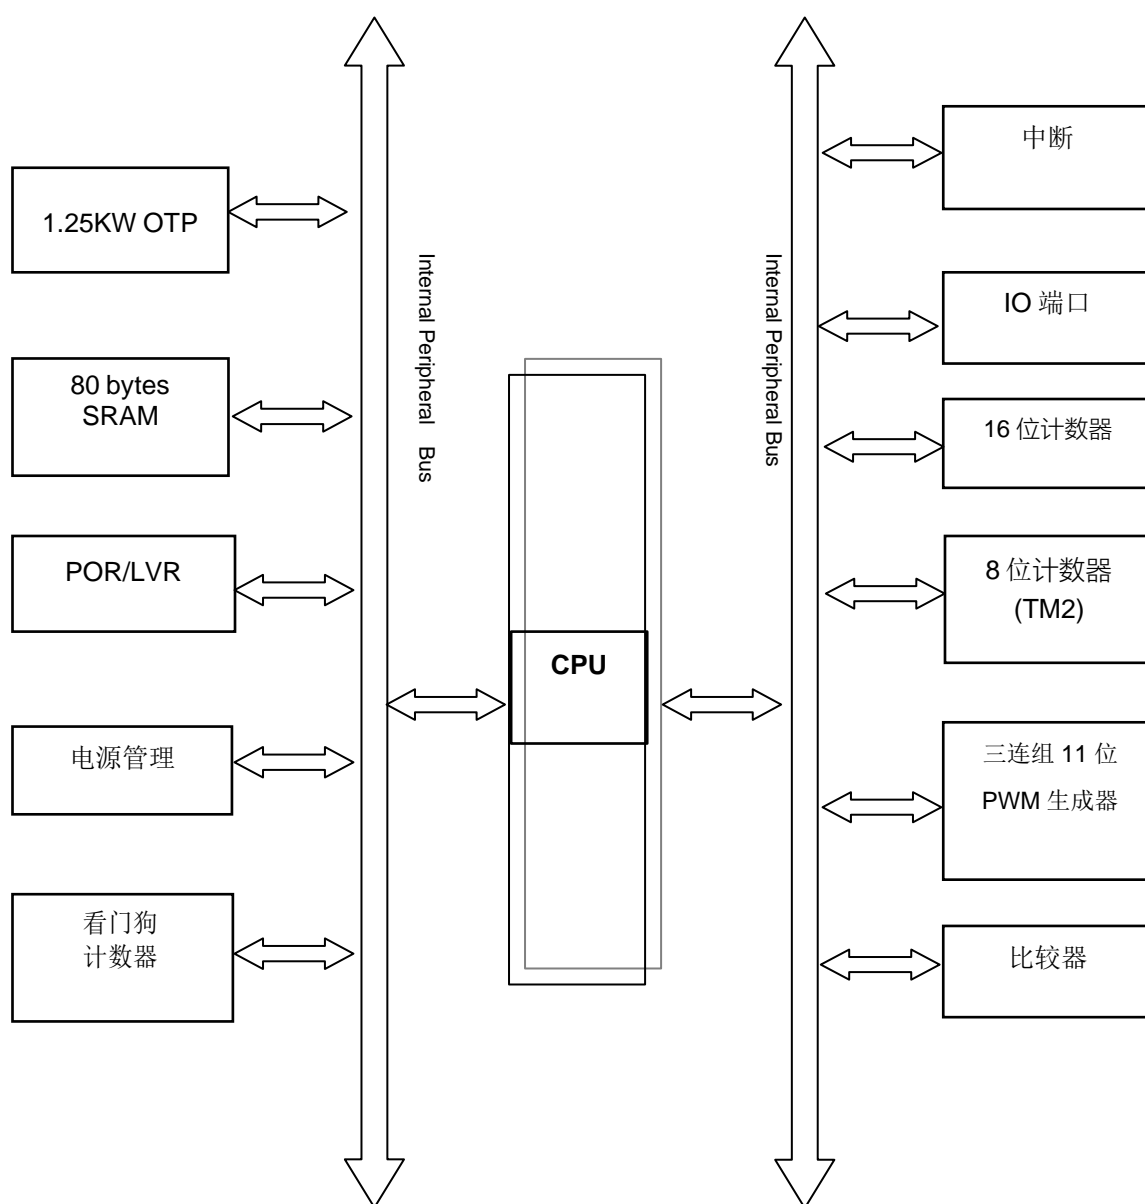 1.25KW OTP
80 bytes
SRAM
POR/LVR
电源管理
看门狗
计数器
Internal Peripheral Bus
CPU
Internal Peripheral Bus
中断
IO 端口
16 位计数器
8 位计数器
(TM2)
三连组 11 位
PWM 生成器
比较器